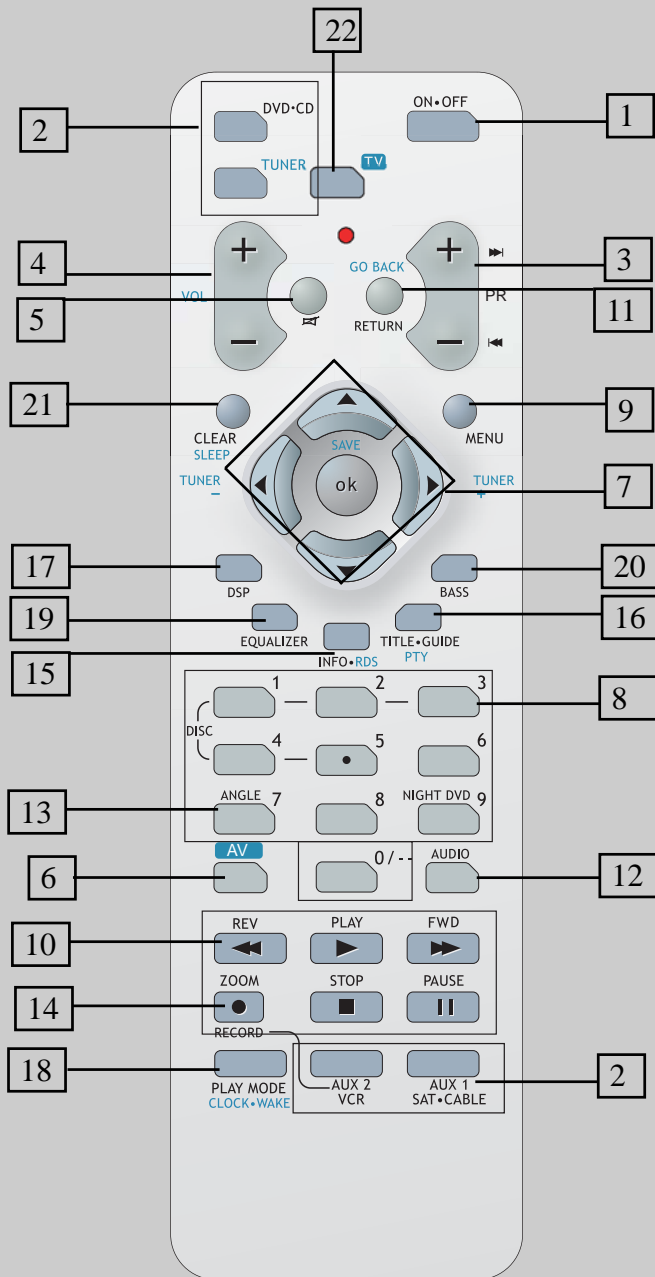 22
2
DVD•CD
ON•OFF
1
TUNER
TV
4
+
+
3
GO BACK
VOL
PR
5
RETURN
11
−
−
21
9
CLEAR
MENU
SLEEP
SAVE
TUNER
−
ok
TUNER
+
7
17
DSP
BASS
20
19
EQUALIZER
TITLE•GUIDE
16
15
INFO•RDS
PTY
1
2
3
8
DISC
4
5
6
13
ANGLE
7
8
NIGHT DVD
9
AV
0/--
AUDIO
6
12
REV
PLAY
FWD
10
ZOOM
STOP
PAUSE
14
RECORD
18
2
PLAY MODE
AUX 2
AUX 1
CLOCK•WAKE
VCR
SAT•CABLE